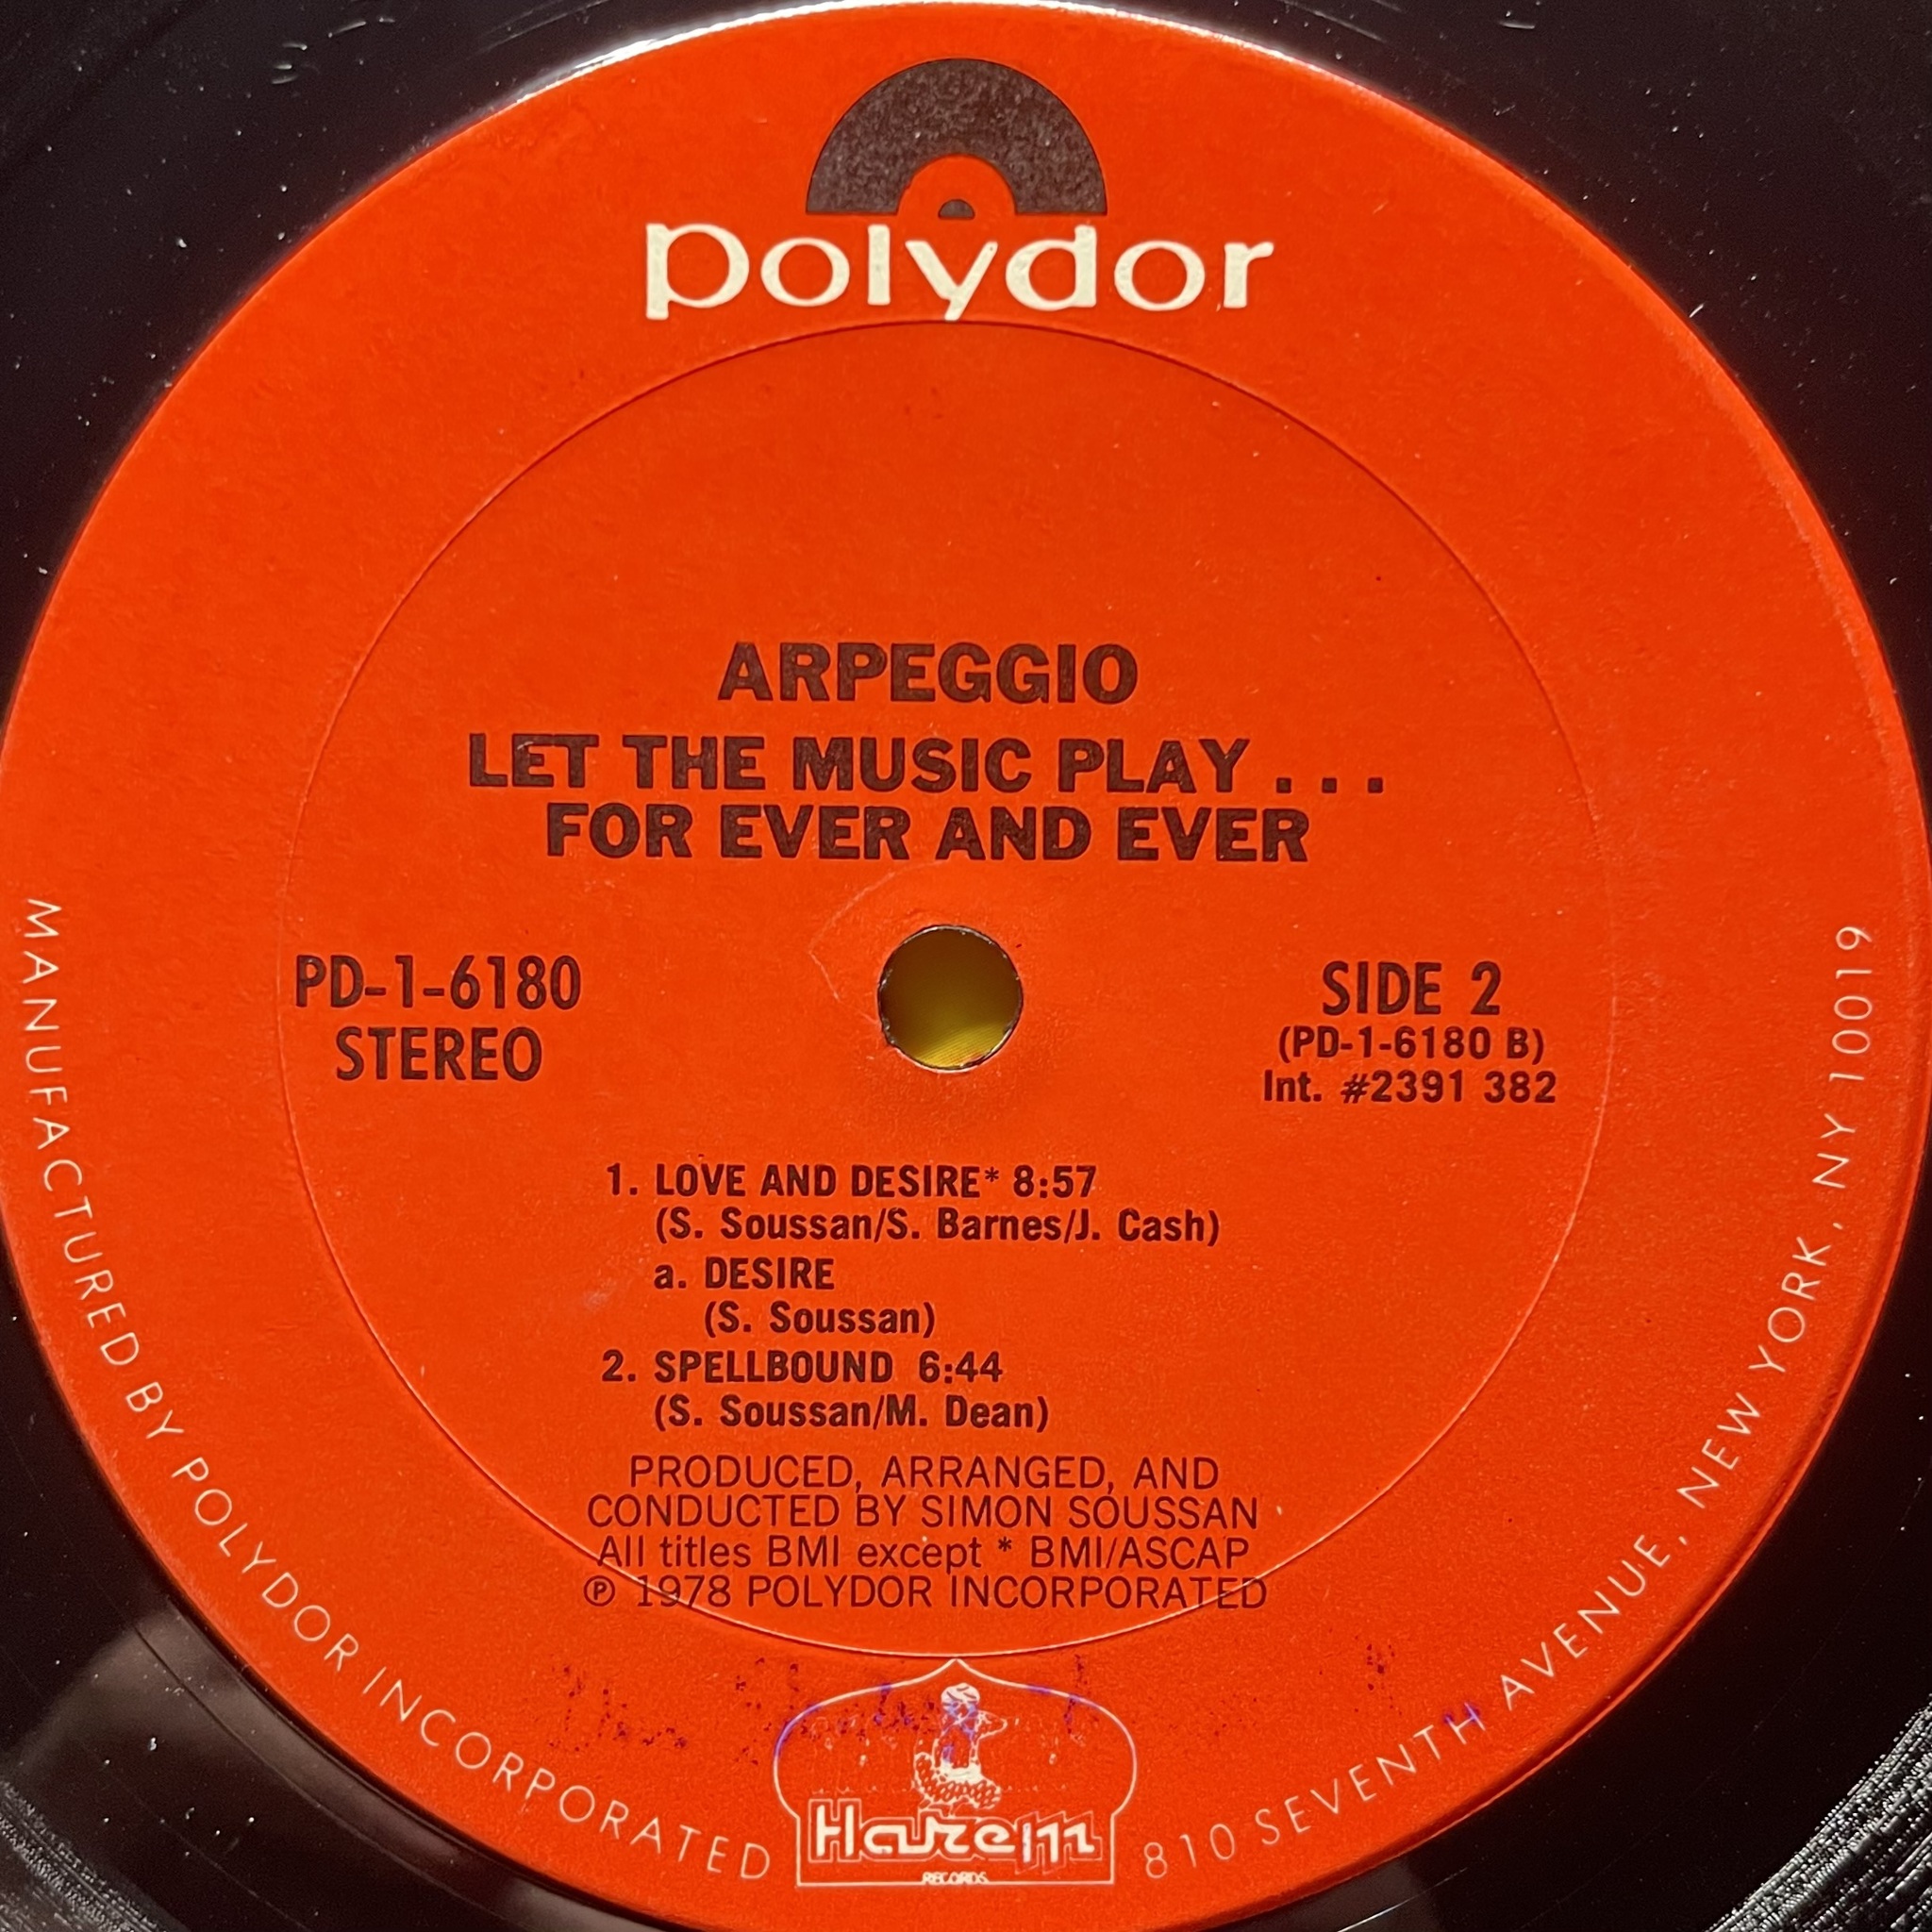 polydor
ARPEGGIO
LET THE MUSIC PLAY . . .
FOR EVER AND EVER
PD-1-6180
STEREO
SIDE 2
(PD-1-6180 B)
Int. #2391 382
1. LOVE AND DESIRE* 8:57
(S. Soussan/S. Barnes/J. Cash)
a. DESIRE
(S. Soussan)
2. SPELLBOUND 6:44
(S. Soussan/M. Dean)
PRODUCED, ARRANGED, AND
CONDUCTED BY SIMON SOUSSAN
All titles BMI except * BMI/ASCAP
℗ 1978 POLYDOR INCORPORATED
Harem
RECORDS
MANUFACTURED BY POLYDOR INCORPORATED
810 SEVENTH AVENUE, NEW YORK, NY 10019